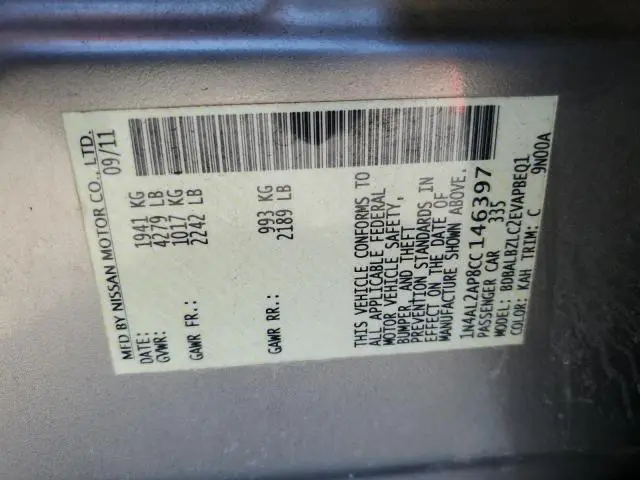 MFD BY NISSAN MOTOR CO., LTD.
DATE: 09/11
GVWR: 1941 KG
4279 LB
GAWR FR.: 1017 KG
2242 LB
GAWR RR.: 993 KG
2189 LB
THIS VEHICLE CONFORMS TO
ALL APPLICABLE FEDERAL
MOTOR VEHICLE SAFETY,
BUMPER, AND THEFT
PREVENTION STANDARDS IN
EFFECT ON THE DATE OF
MANUFACTURE SHOWN ABOVE.
1N4AL2AP8CC146397
PASSENGER CAR 335
MODEL: BDBALBZLC2EVAPBEQ1
COLOR: KAH TRIM: C 9N00A